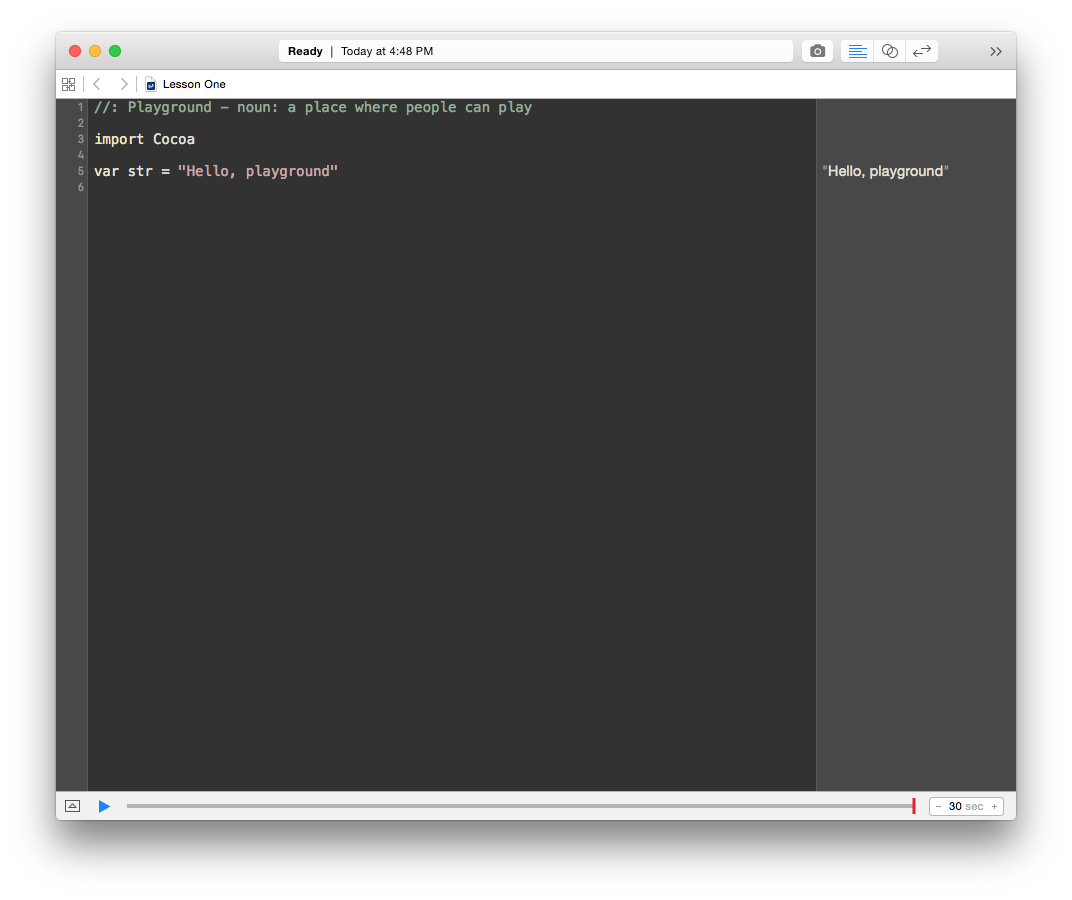 Ready | Today at 4:48 PM
Lesson One
1 //: Playground – noun: a place where people can play
2
3 import Cocoa
4
5 var str = "Hello, playground"
"Hello, playground"
6
– 30 sec +